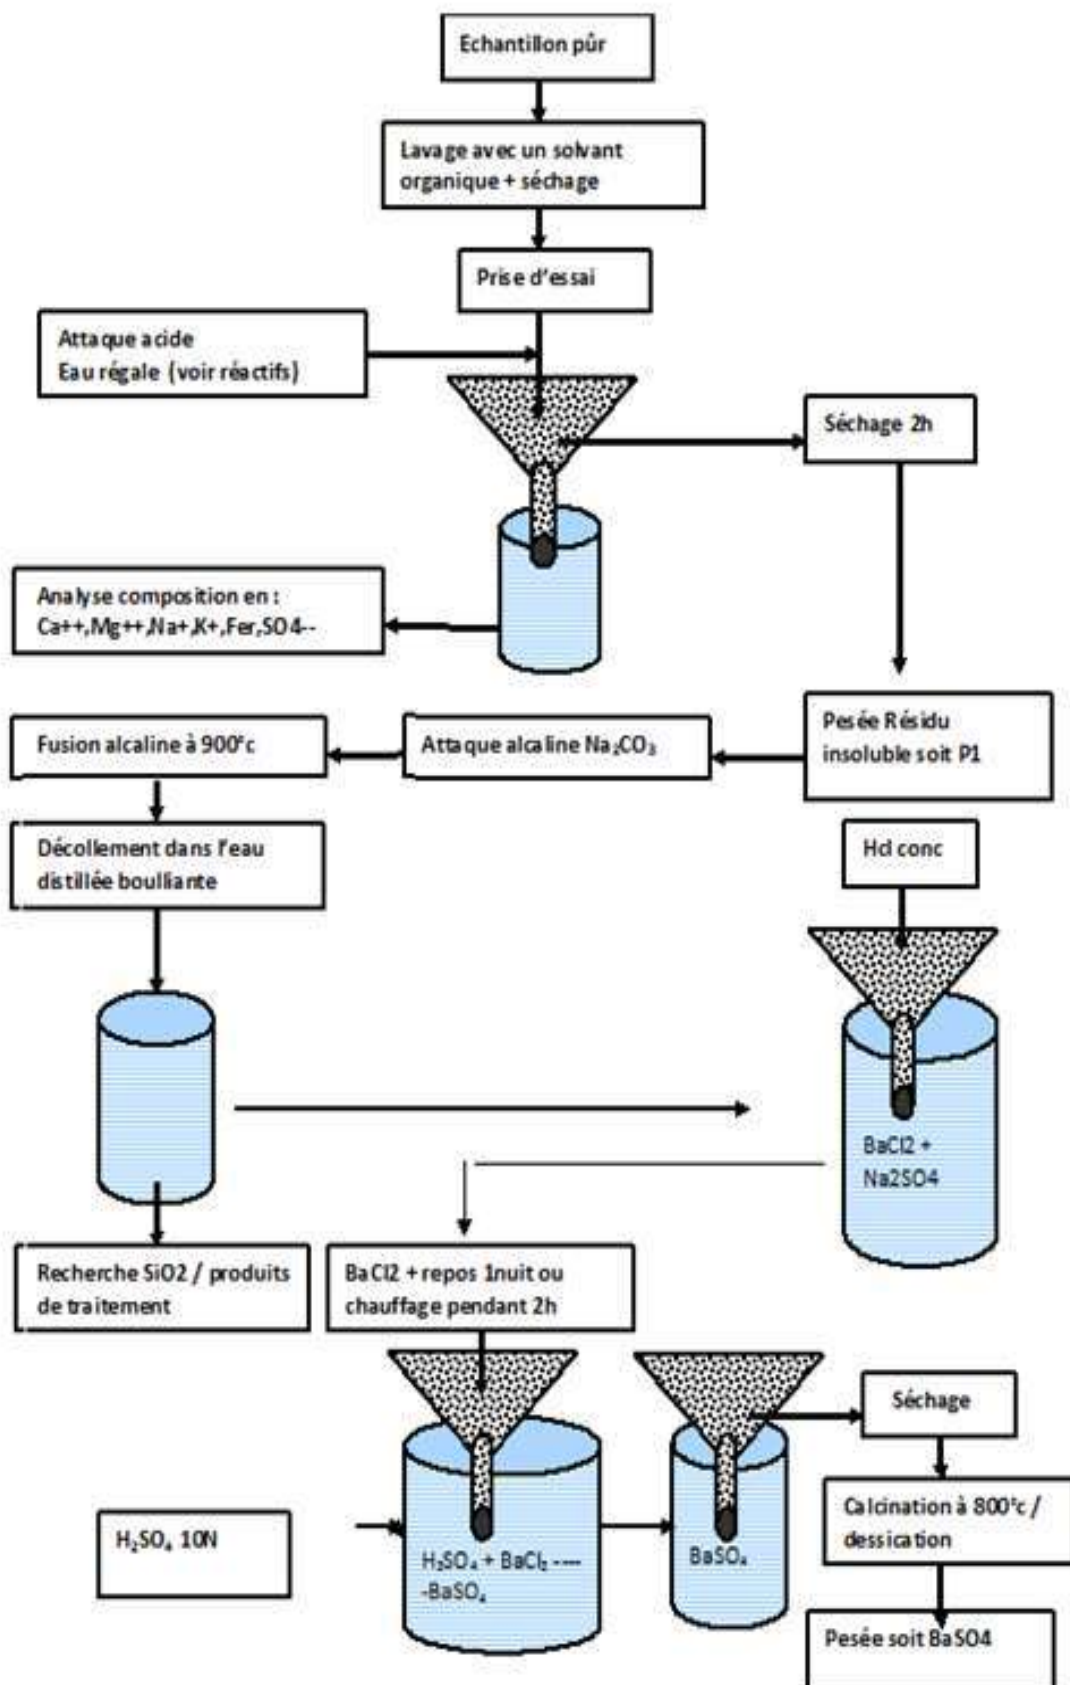 Echantillon pûr
Lavage avec un solvant
organique + séchage
Prise d'essai
Attaque acide
Eau régale (voir réactifs)
Séchage 2h
Analyse composition en :
Ca++,Mg++,Na+,K+,Fer,SO4--
Pesée Résidu
insoluble soit P1
Attaque alcaline Na₂CO₃
Fusion alcaline à 900°c
Décollement dans l'eau
distillée boulliante
Hcl conc
BaCl2 +
Na2SO4
Recherche SiO2 / produits
de traitement
BaCl2 + repos 1nuit ou
chauffage pendant 2h
Séchage
Calcination à 800°c /
dessication
H₂SO₄ 10N
H₂SO₄ + BaCl₂ ----
-BaSO₄
BaSO₄
Pesée soit BaSO4